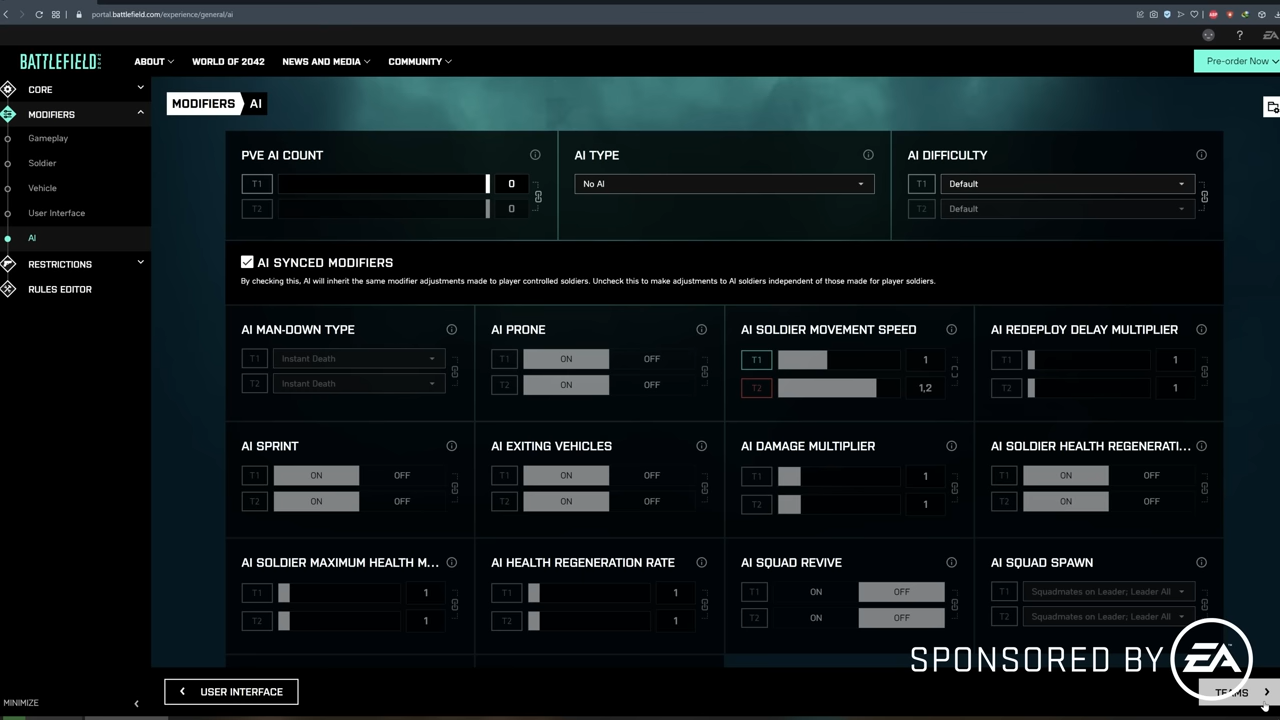 portal.battlefield.com/experience/general/ai
ABP
?
EA
BATTLEFIELD 2042
ABOUT
WORLD OF 2042
NEWS AND MEDIA
COMMUNITY
Pre-order Now
CORE
MODIFIERS
Gameplay
Soldier
Vehicle
User Interface
AI
RESTRICTIONS
RULES EDITOR
MODIFIERS AI
PVE AI COUNT
T1 0
T2 0
AI TYPE
No AI
AI DIFFICULTY
T1 Default
T2 Default
AI SYNCED MODIFIERS
By checking this, AI will inherit the same modifier adjustments made to player controlled soldiers. Uncheck this to make adjustments to AI soldiers independent of those made for player soldiers.
AI MAN-DOWN TYPE
T1 Instant Death
T2 Instant Death
AI PRONE
T1 ON OFF
T2 ON OFF
AI SOLDIER MOVEMENT SPEED
T1 1
T2 1,2
AI REDEPLOY DELAY MULTIPLIER
T1 1
T2 1
AI SPRINT
T1 ON OFF
T2 ON OFF
AI EXITING VEHICLES
T1 ON OFF
T2 ON OFF
AI DAMAGE MULTIPLIER
T1 1
T2 1
AI SOLDIER HEALTH REGENERATI...
T1 ON OFF
T2 ON OFF
AI SOLDIER MAXIMUM HEALTH M...
T1 1
T2 1
AI HEALTH REGENERATION RATE
T1 1
T2 1
AI SQUAD REVIVE
T1 ON OFF
T2 ON OFF
AI SQUAD SPAWN
T1 Squadmates on Leader; Leader All
T2 Squadmates on Leader; Leader All
SPONSORED BY EA
MINIMIZE
USER INTERFACE
TEAMS